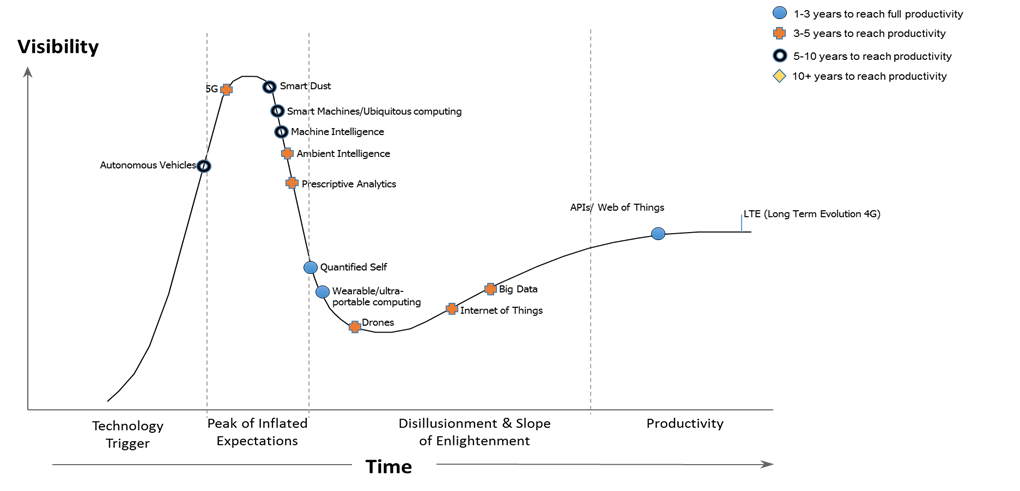 1-3 years to reach full productivity
3-5 years to reach productivity
5-10 years to reach productivity
10+ years to reach productivity
Visibility
5G
Smart Dust
Smart Machines/Ubiquitous computing
Machine Intelligence
Ambient Intelligence
Autonomous Vehicles
Prescriptive Analytics
APIs/ Web of Things
LTE (Long Term Evolution 4G)
Quantified Self
Wearable/ultra-
portable computing
Big Data
Internet of Things
Drones
Technology
Trigger
Peak of Inflated
Expectations
Disillusionment & Slope
of Enlightenment
Productivity
Time